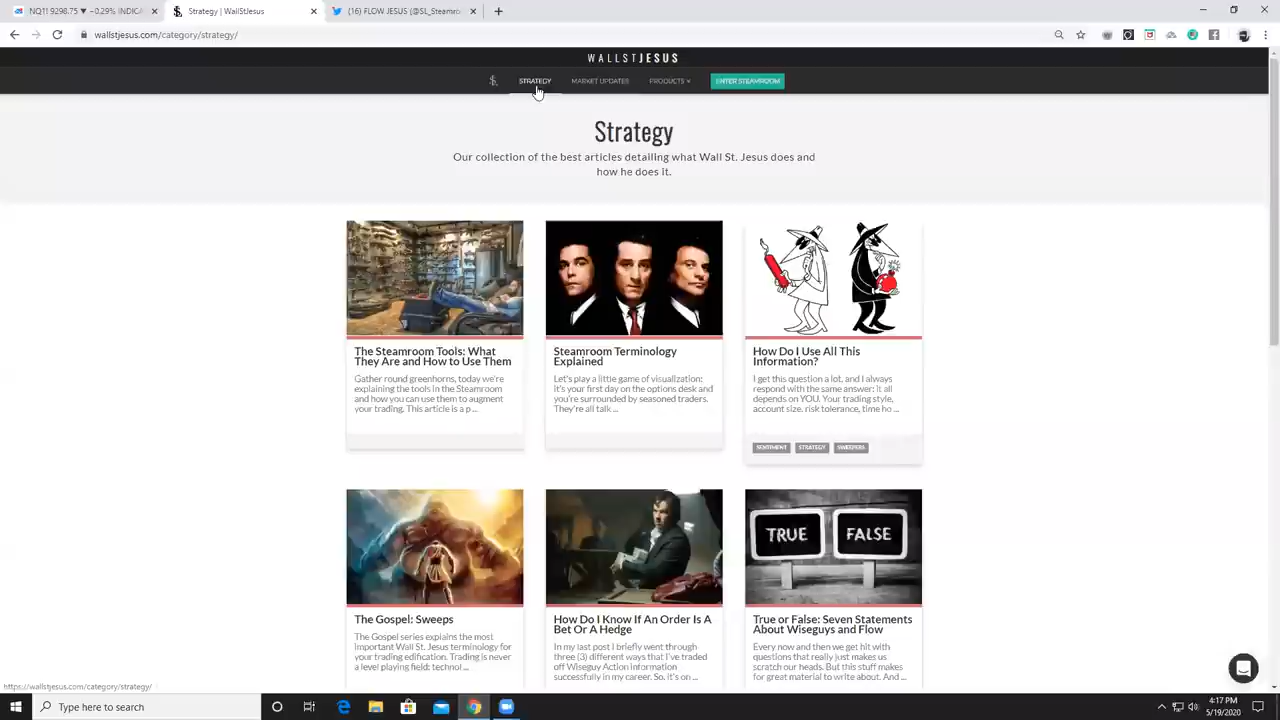 NQ1! 9298.75 ▼ −0.29% INDICA
Strategy | WallStJesus
(16) FLOW JESUS (@SL_Steamro
wallstjesus.com/category/strategy/
WALLSTJESUS
STRATEGY
MARKET UPDATES
PRODUCTS
ENTER STEAMROOM
Strategy
Our collection of the best articles detailing what Wall St. Jesus does and
how he does it.
The Steamroom Tools: What
They Are and How to Use Them
Gather round greenhorns, today we're
explaining the tools in the Steamroom
and how you can use them to augment
your trading. This article is a p ...
Steamroom Terminology
Explained
Let's play a little game of visualization:
it's your first day on the options desk and
you're surrounded by seasoned traders.
They're all talk ...
How Do I Use All This
Information?
I get this question a lot, and I always
respond with the same answer; it all
depends on YOU. Your trading style,
account size, risk tolerance, time ho ...
SENTIMENT
STRATEGY
SWEEPERS
TRUE
FALSE
The Gospel: Sweeps
The Gospel series explains the most
important Wall St. Jesus terminology for
your trading edification. Trading is never
a level playing field: technol ...
How Do I Know If An Order Is A
Bet Or A Hedge
In my last post I briefly went through
three (3) different ways that I've traded
off Wiseguy Action information
successfully in my career. So, it's on ...
True or False: Seven Statements
About Wiseguys and Flow
Every now and then we get hit with
questions that really just makes us
scratch our heads. But this stuff makes
for great material to write about. And ...
https://wallstjesus.com/category/strategy/
Type here to search
4:17 PM
5/19/2020